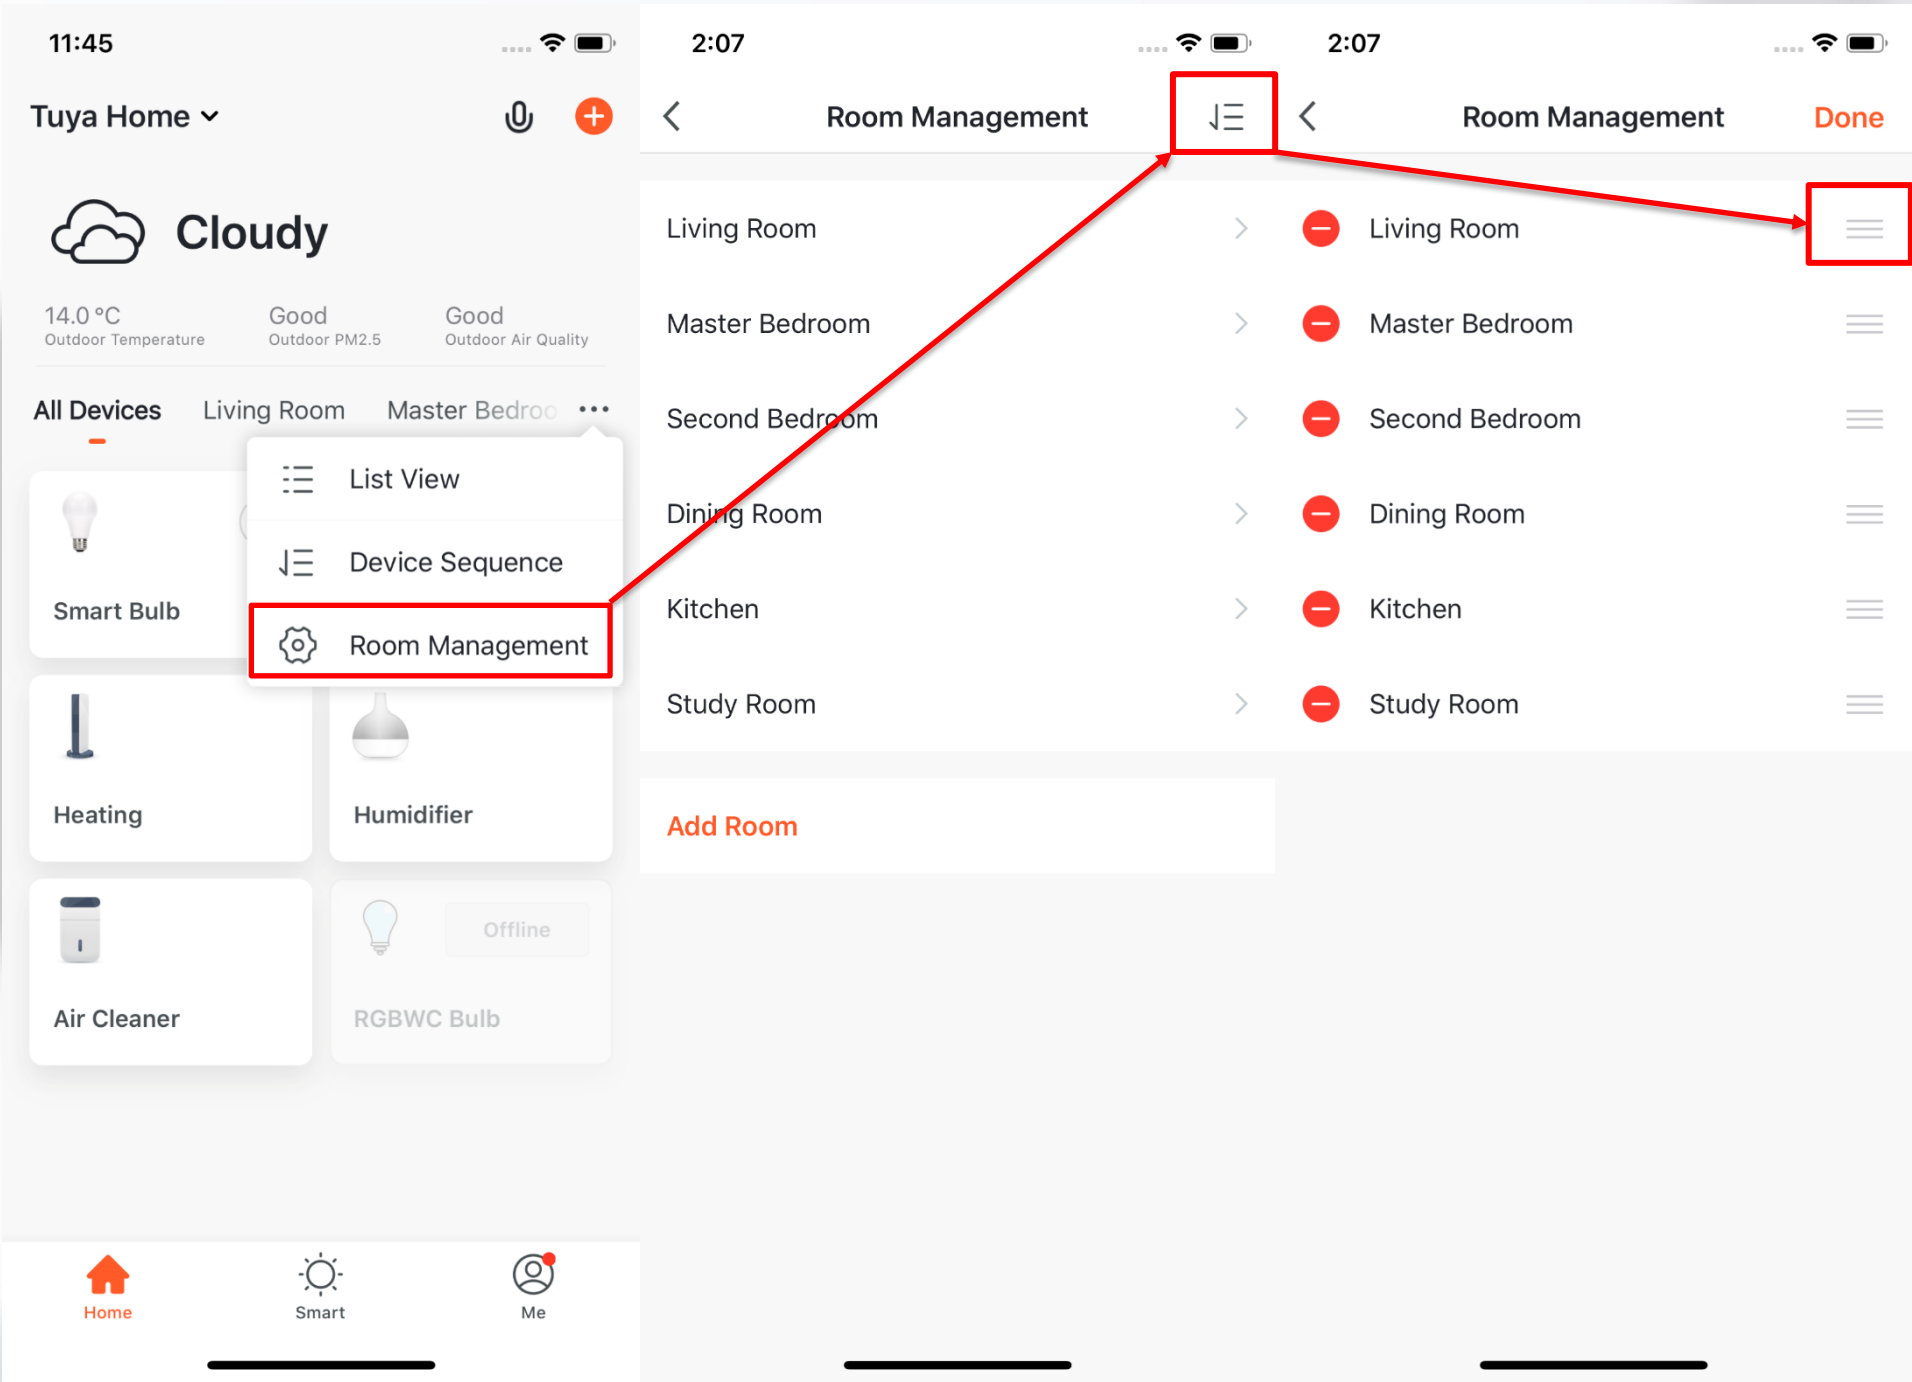 11:45
Tuya Home
Cloudy
14.0 °C
Outdoor Temperature
Good
Outdoor PM2.5
Good
Outdoor Air Quality
All Devices
Living Room
Master Bedroo
List View
Device Sequence
Room Management
Smart Bulb
Heating
Humidifier
Air Cleaner
Offline
RGBWC Bulb
Home
Smart
Me
2:07
Room Management
Living Room
Master Bedroom
Second Bedroom
Dining Room
Kitchen
Study Room
Add Room
2:07
Room Management
Done
Living Room
Master Bedroom
Second Bedroom
Dining Room
Kitchen
Study Room